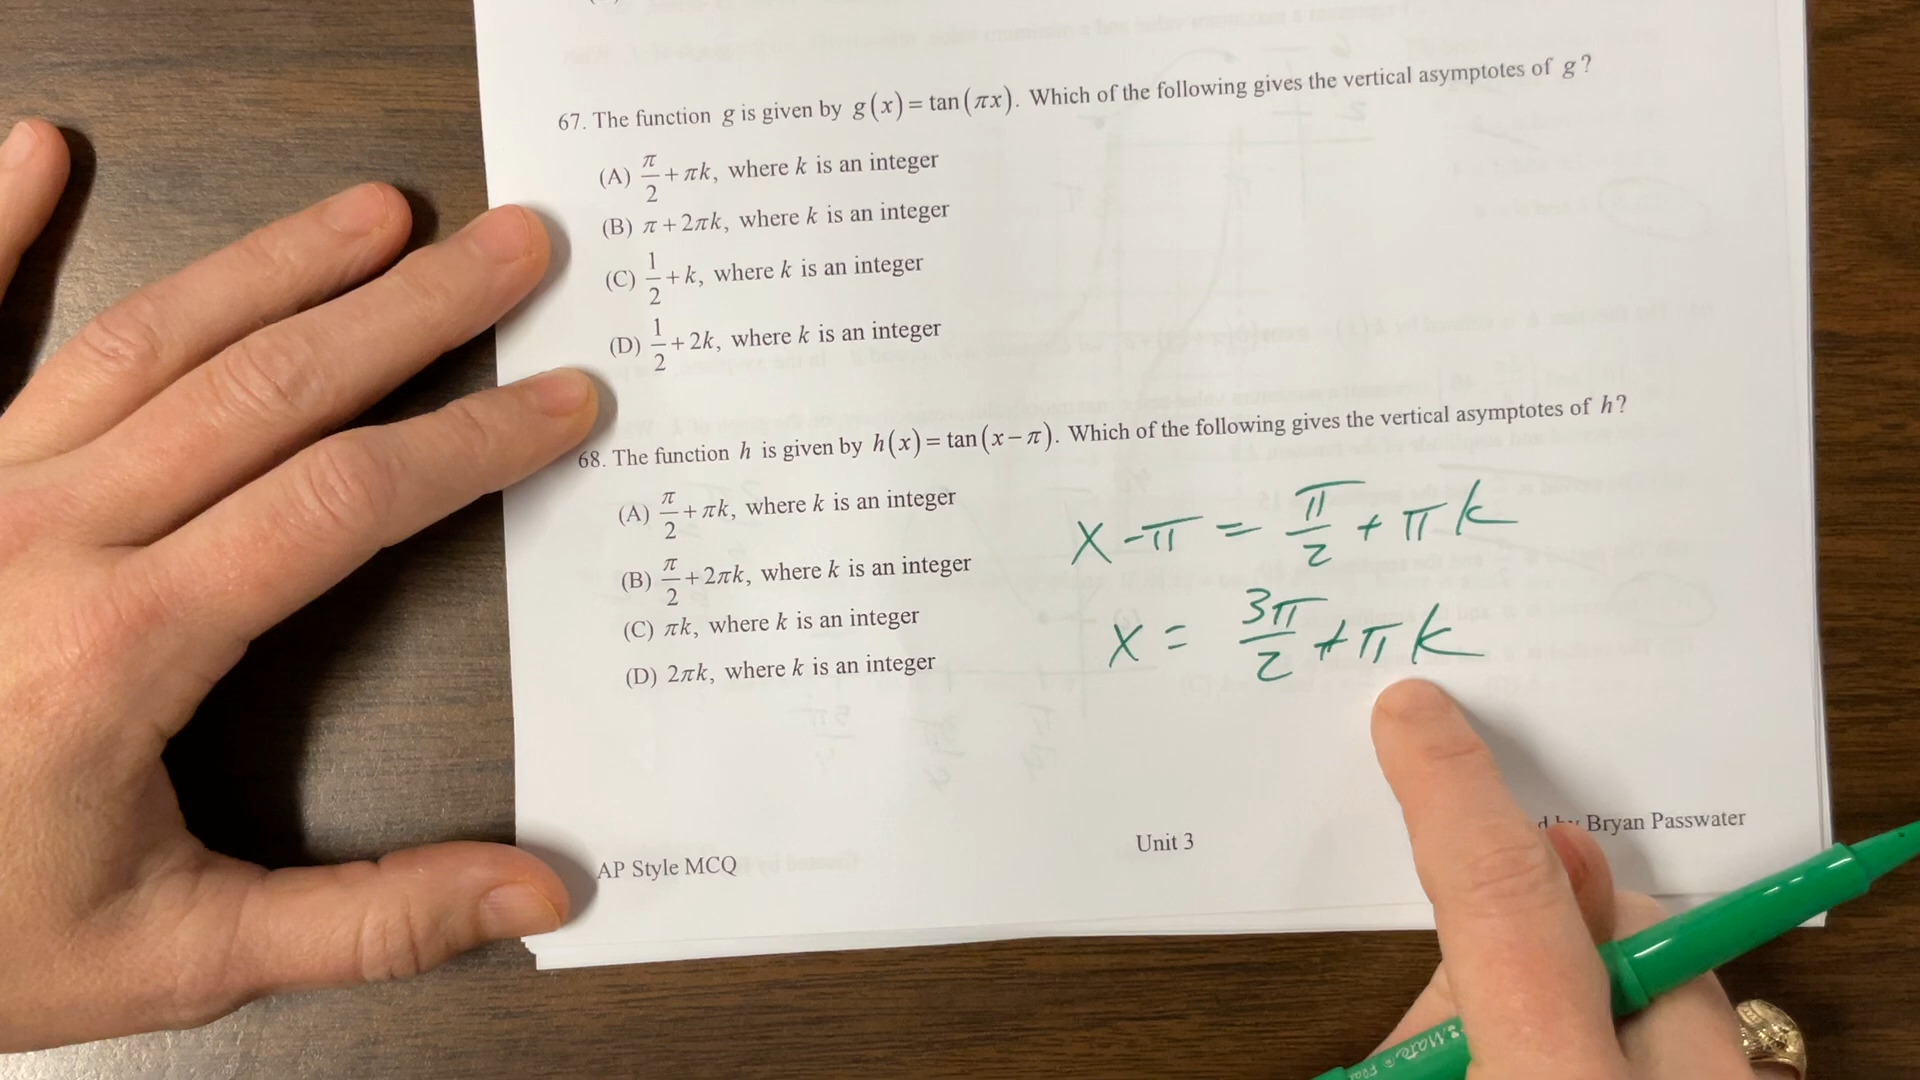 67. The function g is given by g(x) = tan(πx). Which of the following gives the vertical asymptotes of g?
(A) π/2 + πk, where k is an integer
(B) π + 2πk, where k is an integer
(C) 1/2 + k, where k is an integer
(D) 1/2 + 2k, where k is an integer
68. The function h is given by h(x) = tan(x − π). Which of the following gives the vertical asymptotes of h?
(A) π/2 + πk, where k is an integer
(B) π/2 + 2πk, where k is an integer
(C) πk, where k is an integer
(D) 2πk, where k is an integer
x - π = π/2 + πk
x = 3π/2 + πk
AP Style MCQ
Unit 3
Bryan Passwater